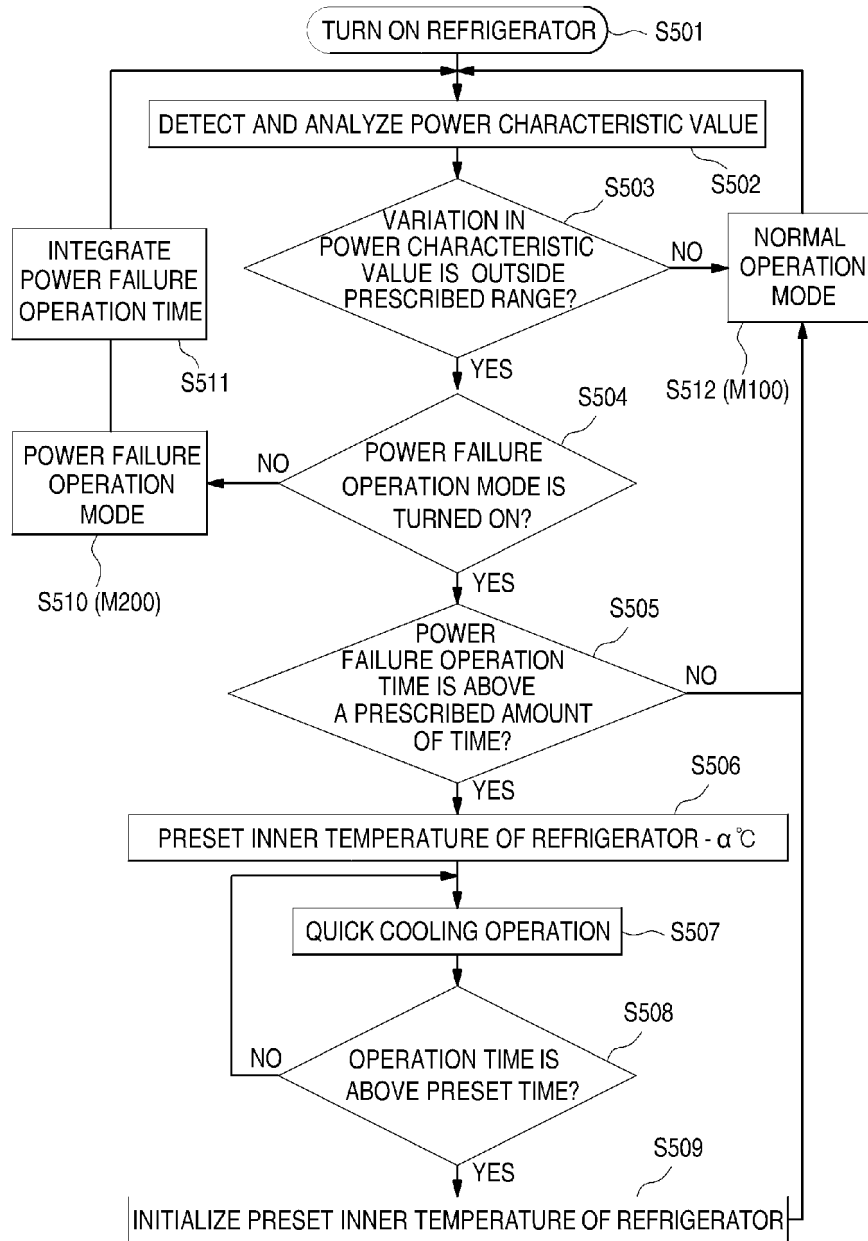 TURN ON REFRIGERATOR
S501
DETECT AND ANALYZE POWER CHARACTERISTIC VALUE
S502
S503
VARIATION IN
POWER CHARACTERISTIC
VALUE IS OUTSIDE
PRESCRIBED RANGE?
NO
NORMAL
OPERATION
MODE
S512 (M100)
INTEGRATE
POWER FAILURE
OPERATION TIME
S511
YES
S504
POWER FAILURE
OPERATION MODE IS
TURNED ON?
NO
POWER FAILURE
OPERATION
MODE
S510 (M200)
YES
S505
POWER
FAILURE OPERATION
TIME IS ABOVE
A PRESCRIBED AMOUNT
OF TIME?
NO
YES
S506
PRESET INNER TEMPERATURE OF REFRIGERATOR - α℃
QUICK COOLING OPERATION
S507
S508
OPERATION TIME IS
ABOVE PRESET TIME?
NO
YES
S509
INITIALIZE PRESET INNER TEMPERATURE OF REFRIGERATOR